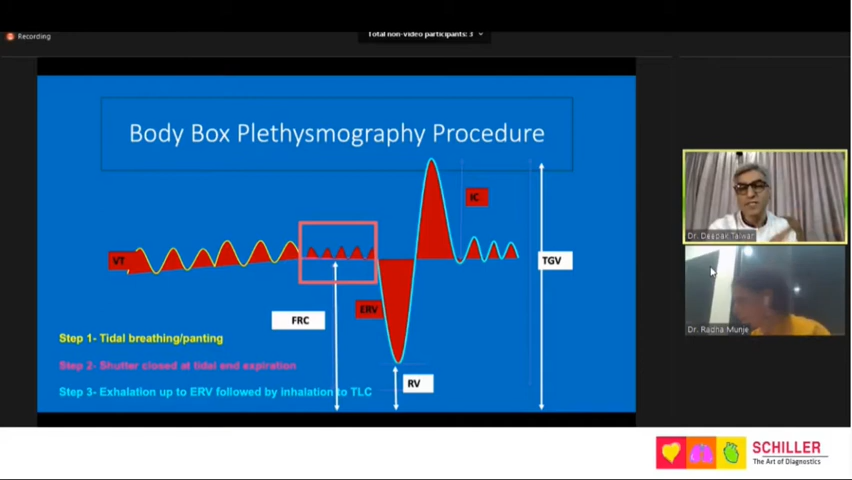 Recording
Total non-video participants: 3
Body Box Plethysmography Procedure
IC
VT
TGV
Dr. Deepak Talwar
ERV
FRC
Dr. Radha Munje
Step 1- Tidal breathing/panting
Step 2- Shutter closed at tidal end expiration
RV
Step 3- Exhalation up to ERV followed by inhalation to TLC
SCHILLER
The Art of Diagnostics